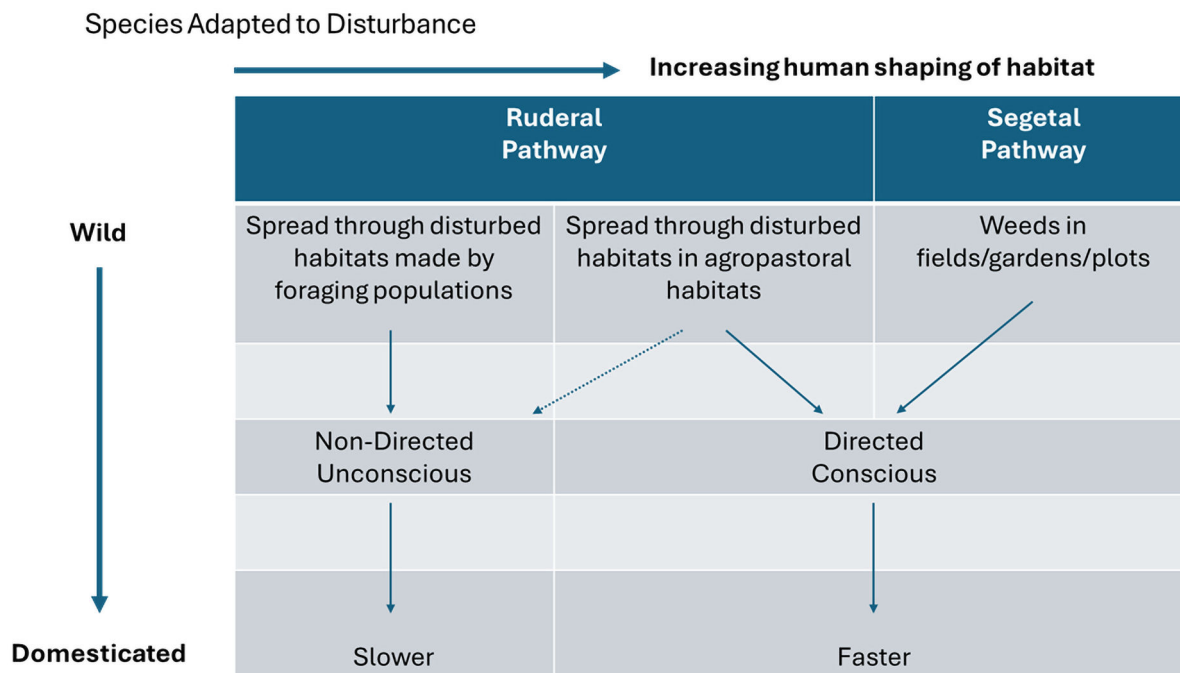 Species Adapted to Disturbance
Increasing human shaping of habitat
Ruderal
Pathway
Segetal
Pathway
Wild
Spread through disturbed
habitats made by
foraging populations
Spread through disturbed
habitats in agropastoral
habitats
Weeds in
fields/gardens/plots
Non-Directed
Unconscious
Directed
Conscious
Domesticated
Slower
Faster